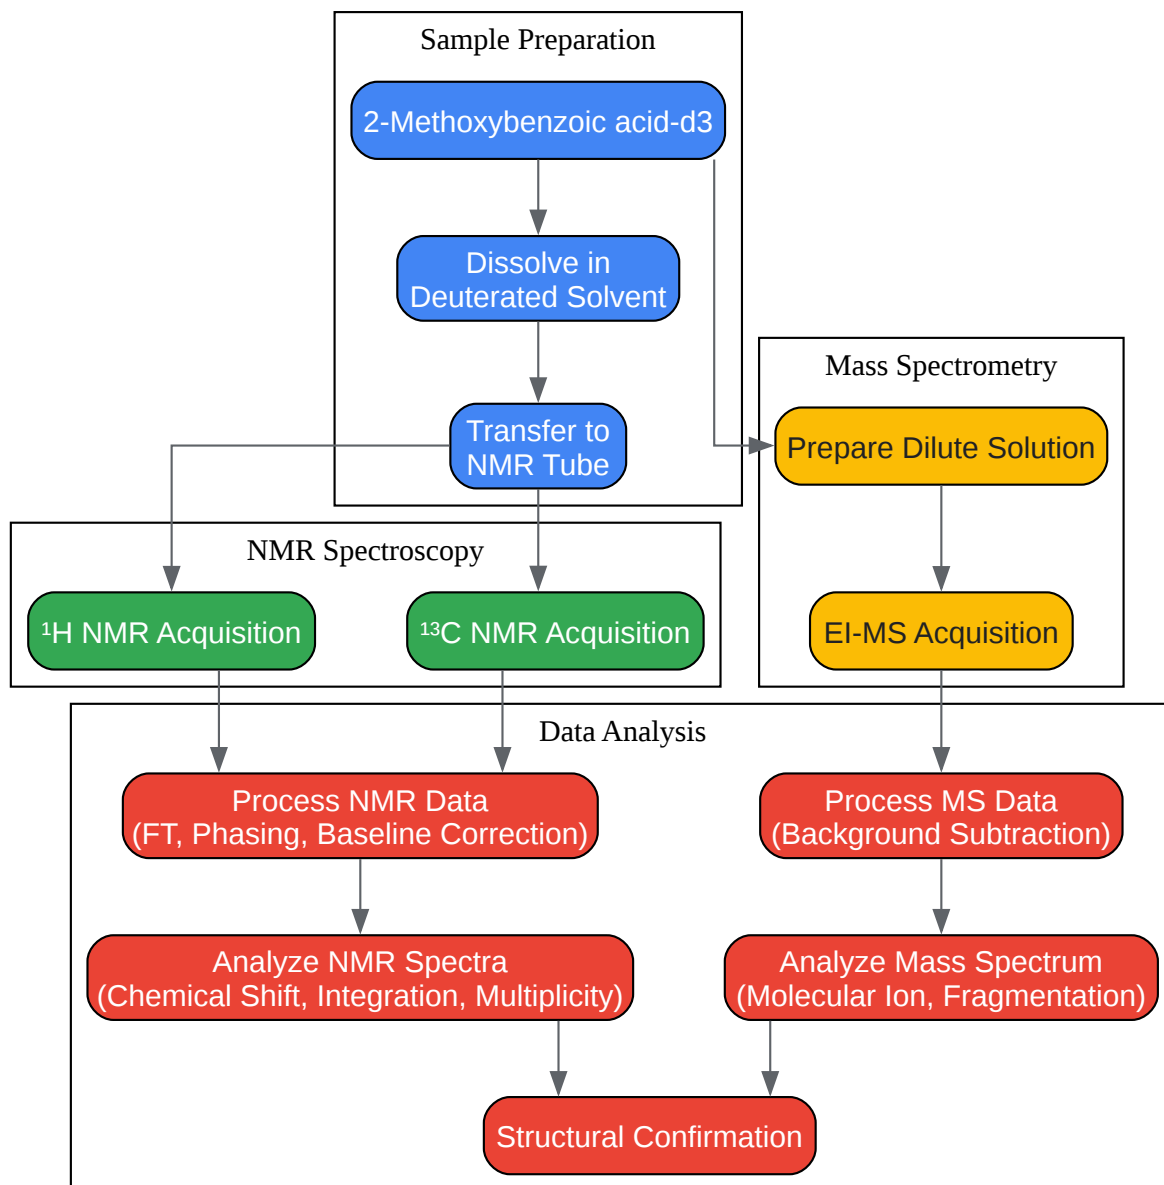 Sample Preparation
2-Methoxybenzoic acid-d3
Dissolve in
Deuterated Solvent
Transfer to
NMR Tube
Mass Spectrometry
Prepare Dilute Solution
EI-MS Acquisition
NMR Spectroscopy
¹H NMR Acquisition
¹³C NMR Acquisition
Data Analysis
Process NMR Data
(FT, Phasing, Baseline Correction)
Process MS Data
(Background Subtraction)
Analyze NMR Spectra
(Chemical Shift, Integration, Multiplicity)
Analyze Mass Spectrum
(Molecular Ion, Fragmentation)
Structural Confirmation